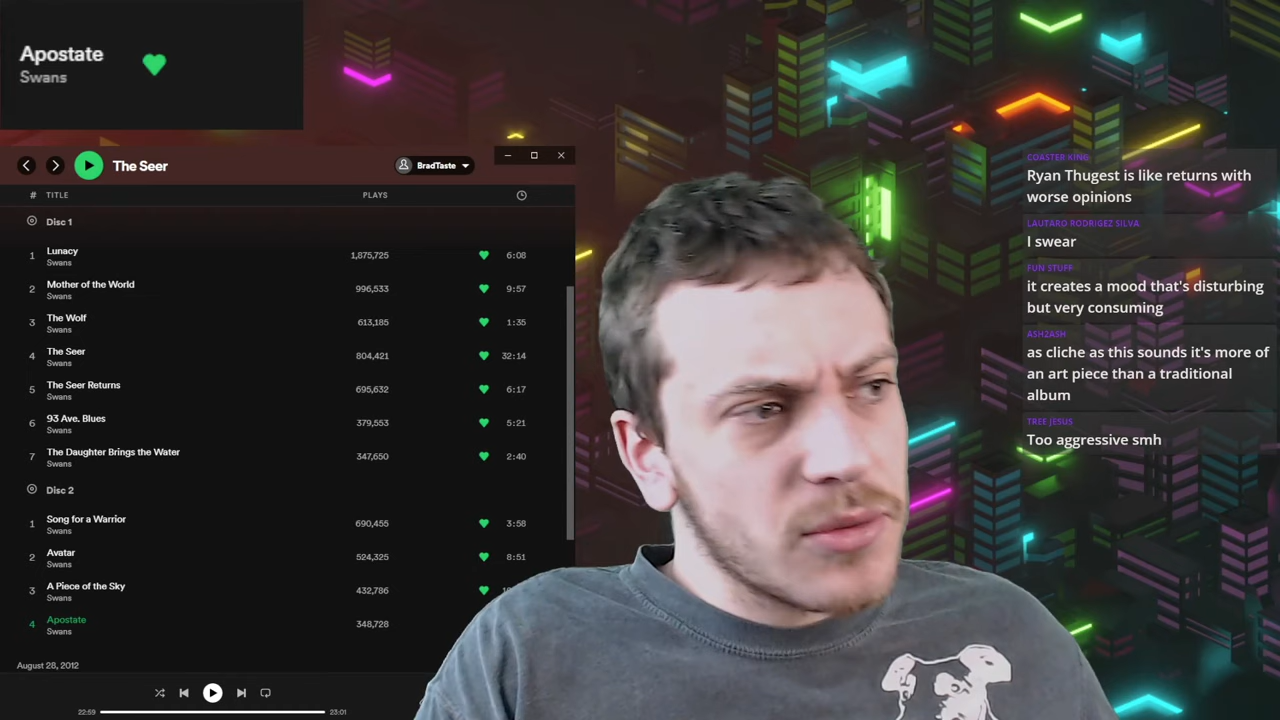 Apostate
Swans
The Seer
BradTaste
# TITLE PLAYS
Disc 1
1 Lunacy 1,875,725 6:08
Swans
2 Mother of the World 996,533 9:57
Swans
3 The Wolf 613,185 1:35
Swans
4 The Seer 804,421 32:14
Swans
5 The Seer Returns 695,632 6:17
Swans
6 93 Ave. Blues 379,553 5:21
Swans
7 The Daughter Brings the Water 347,650 2:40
Swans
Disc 2
1 Song for a Warrior 690,455 3:58
Swans
2 Avatar 524,325 8:51
Swans
3 A Piece of the Sky 432,786
Swans
4 Apostate 348,728
Swans
August 28, 2012
22:59 23:01
COASTER KING
Ryan Thugest is like returns with
worse opinions
LAUTARO RODRIGEZ SILVA
I swear
FUN STUFF
it creates a mood that's disturbing
but very consuming
ASH2ASH
as cliche as this sounds it's more of
an art piece than a traditional
album
TREE JESUS
Too aggressive smh